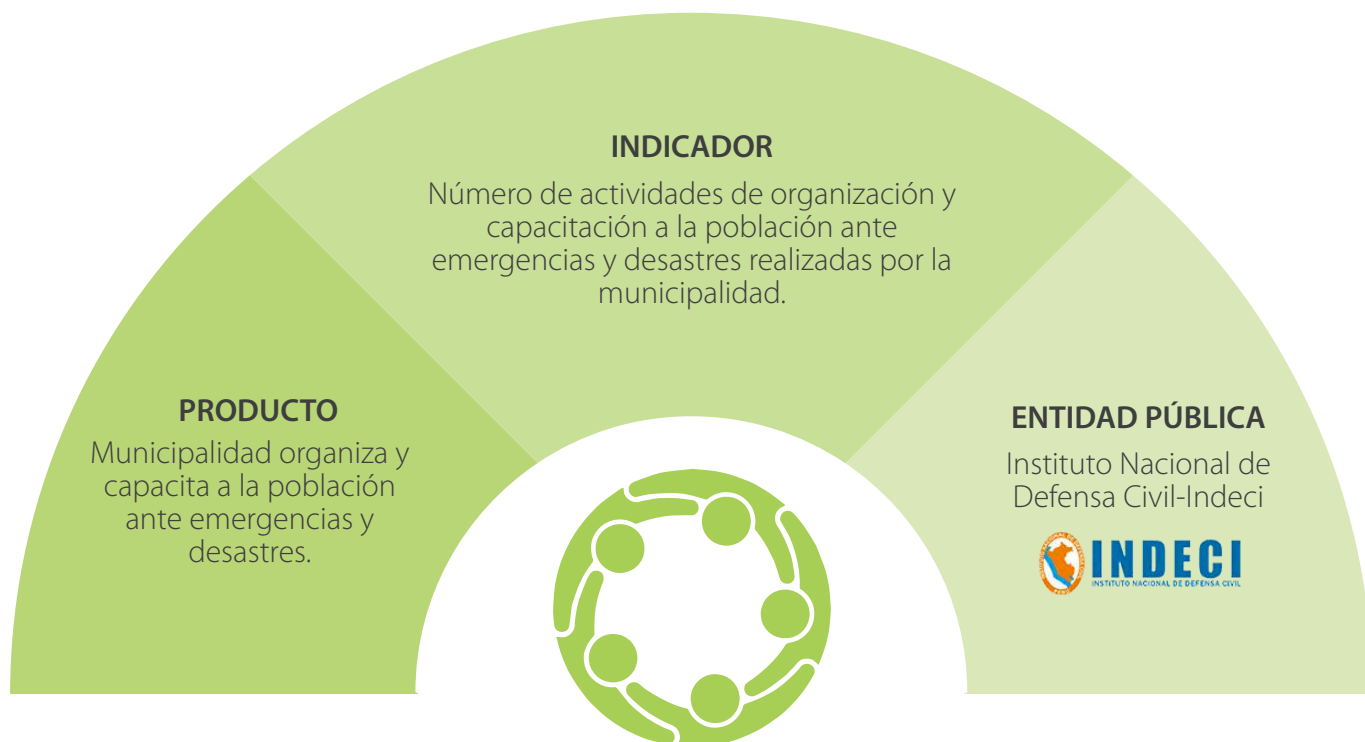 INDICADOR
Número de actividades de organización y
capacitación a la población ante
emergencias y desastres realizadas por la
municipalidad.
PRODUCTO
Municipalidad organiza y
capacita a la población
ante emergencias y
desastres.
ENTIDAD PÚBLICA
Instituto Nacional de
Defensa Civil-Indeci
INDECI
INSTITUTO NACIONAL DE DEFENSA CIVIL